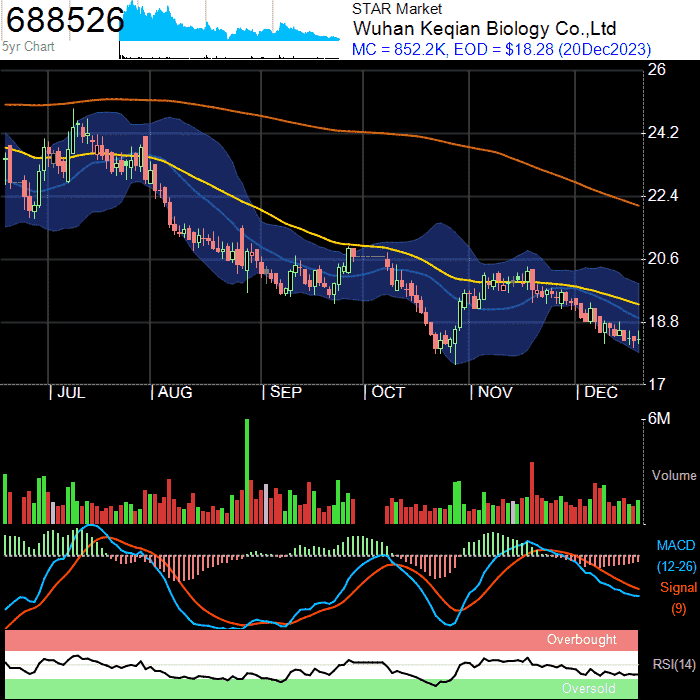 688526
5yr Chart
STAR Market
Wuhan Keqian Biology Co.,Ltd
MC = 852.2K, EOD = $18.28 (20Dec2023)
26
24.2
22.4
20.6
18.8
17
JUL AUG SEP OCT NOV DEC
6M
Volume
MACD
(12-26)
Signal
(9)
Overbought
RSI(14)
Oversold